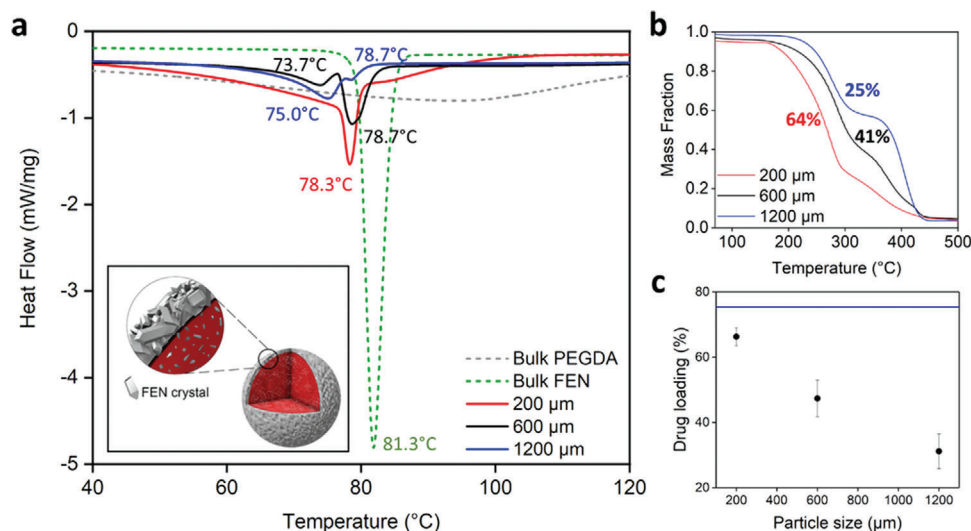 a
0
-1
-2
-3
-4
-5
Heat Flow (mW/mg)
40
60
80
100
120
Temperature (°C)
73.7°C
78.7°C
75.0°C
78.7°C
78.3°C
81.3°C
FEN crystal
Bulk PEGDA
Bulk FEN
200 µm
600 µm
1200 µm
b
1.0
0.8
0.6
0.4
0.2
0.0
Mass Fraction
25%
64%
41%
200 µm
600 µm
1200 µm
100 200 300 400 500
Temperature (°C)
c
80
60
40
20
Drug loading (%)
200 400 600 800 1000 1200
Particle size (µm)